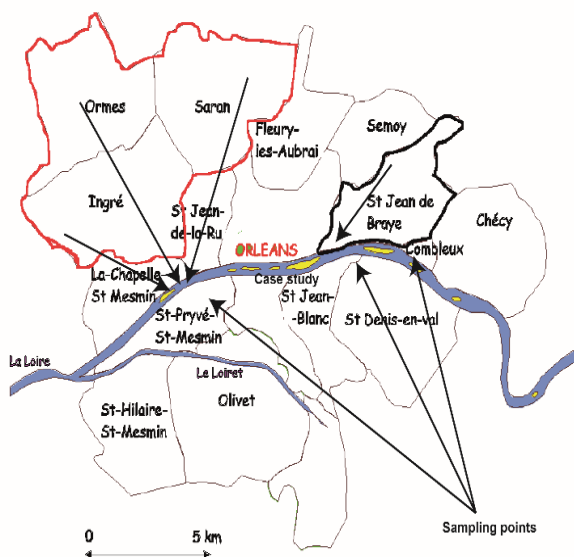 Ormes
Saran
Semoy
Fleury-
-les-Aubrai
Ingré
St Jean-
de-la-Ru
St Jean de
Braye
Chécy
ORLEANS
Combleux
La-Chapelle-
St Mesmin
Case study
St Jean-
-Blanc
St-Pryvé-
St-Mesmin
St Denis-en-val
La Loire
Le Loiret
Olivet
St-Hilaire-
St-Mesmin
Sampling points
0 5 km